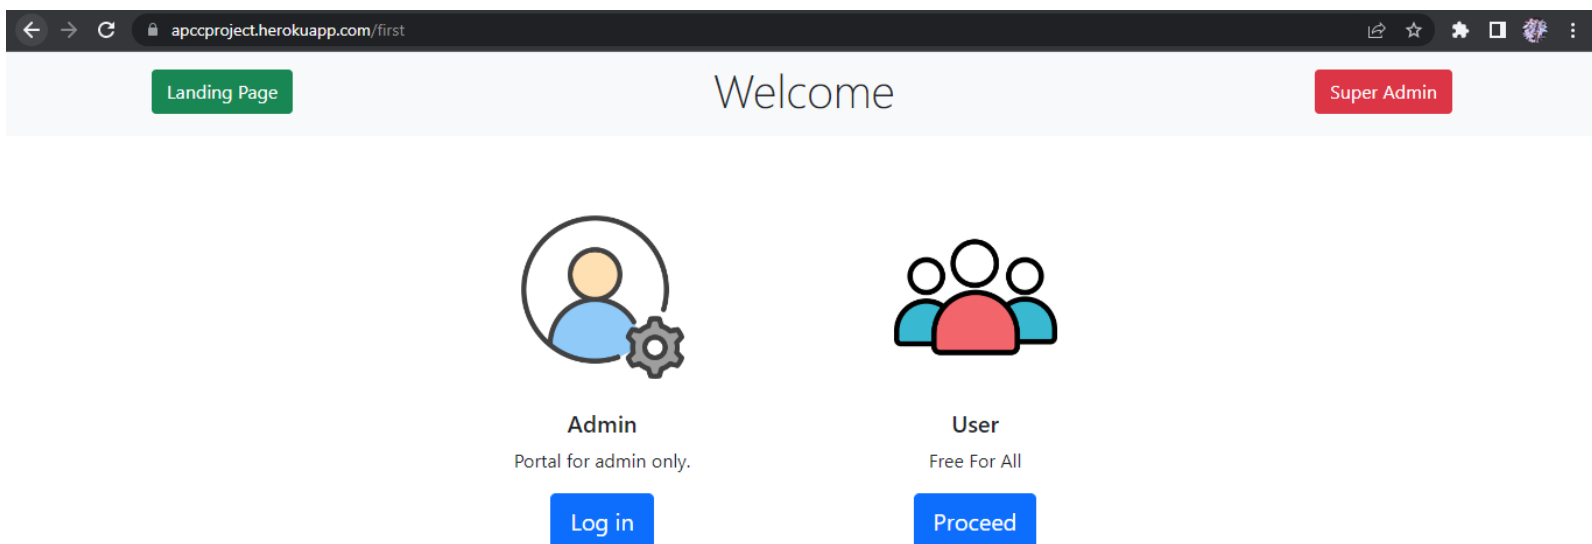 apccproject.herokuapp.com/first
Landing Page
Welcome
Super Admin
Admin
Portal for admin only.
Log in
User
Free For All
Proceed